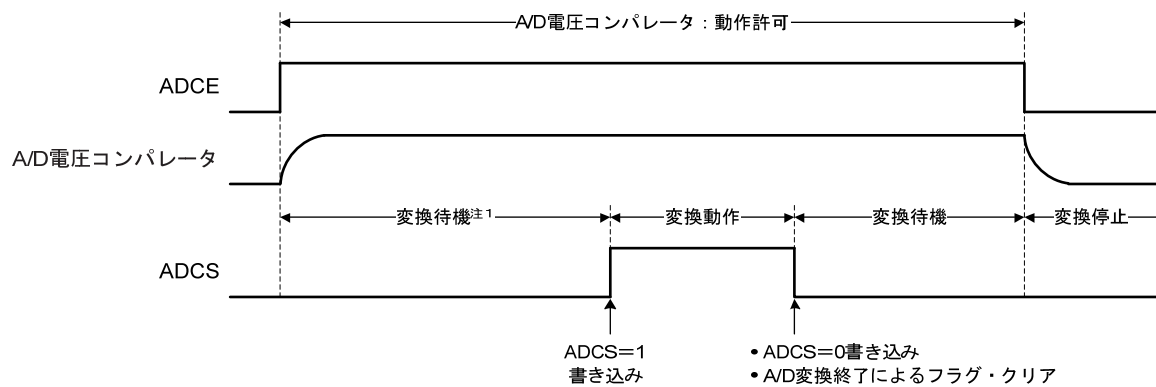 A/D電圧コンパレータ：動作許可
ADCE
A/D電圧コンパレータ
変換待機注1
変換動作
変換待機
変換停止
ADCS
ADCS＝1
書き込み
• ADCS＝0書き込み
• A/D変換終了によるフラグ・クリア